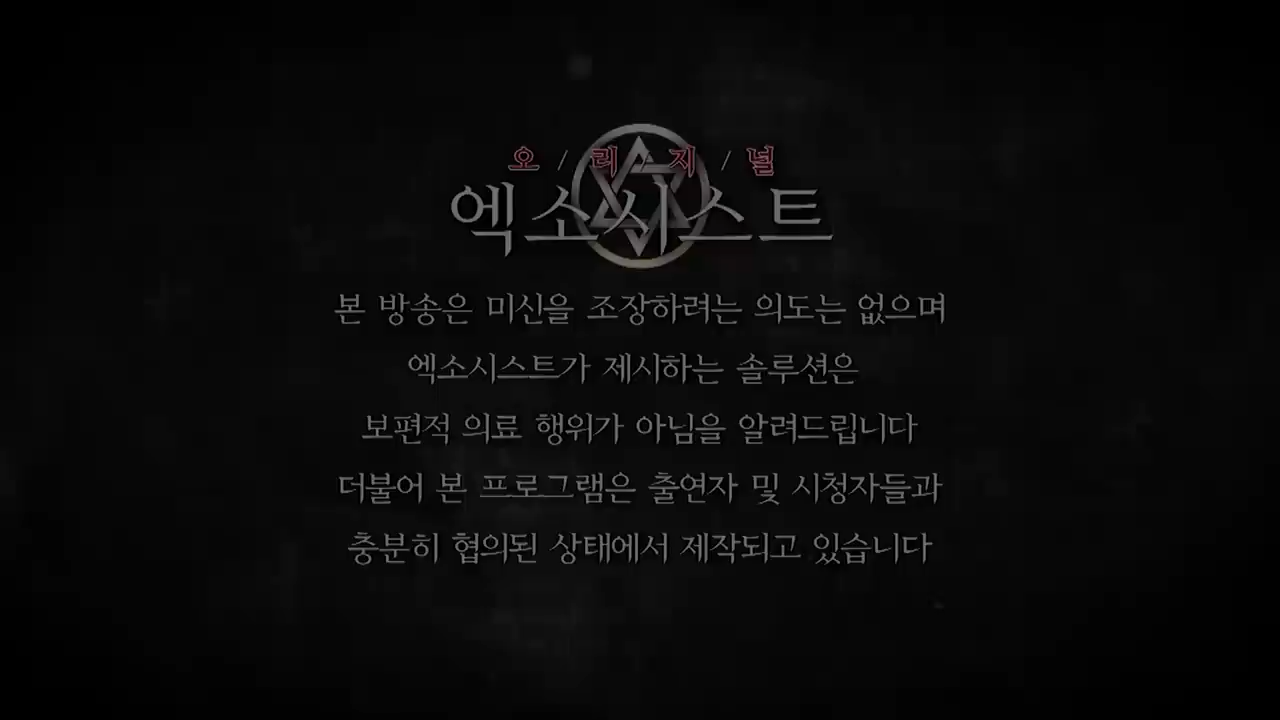 오/리/지/널
엑소시스트
본 방송은 미신을 조장하려는 의도는 없으며
엑소시스트가 제시하는 솔루션은
보편적 의료 행위가 아님을 알려드립니다
더불어 본 프로그램은 출연자 및 시청자들과
충분히 협의된 상태에서 제작되고 있습니다